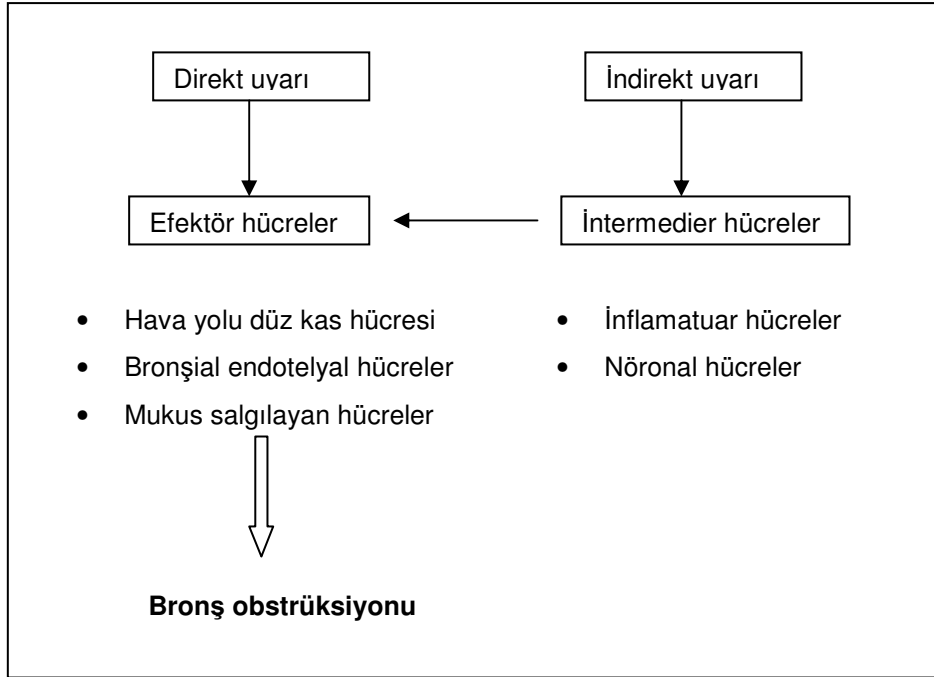 Direkt uyarı
İndirekt uyarı
Efektör hücreler
İntermedier hücreler
• Hava yolu düz kas hücresi
• Bronşial endotelyal hücreler
• Mukus salgılayan hücreler
• İnflamatuar hücreler
• Nöronal hücreler
Bronş obstrüksiyonu